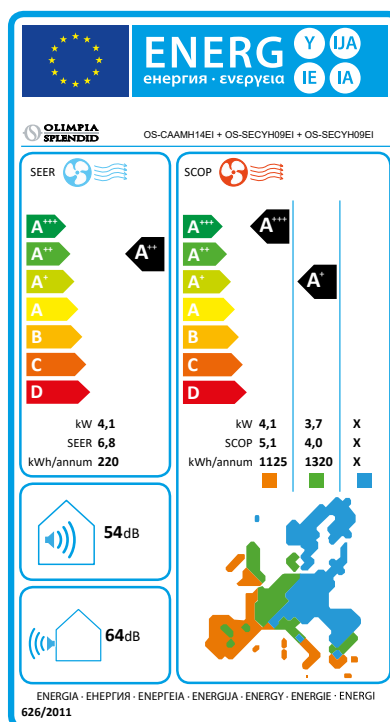 ENERG
Y IJA
IE IA
енергия · ενεργεια
OLIMPIA
SPLENDID
OS-CAAMH14EI + OS-SECYH09EI + OS-SECYH09EI
SEER
A+++
A++
A+
A
B
C
D
A++
kW 4,1
SEER 6,8
kWh/annum 220
SCOP
A+++
A++
A+
A
B
C
D
A+++
A+
kW 4,1 3,7 X
SCOP 5,1 4,0 X
kWh/annum 1125 1320 X
54dB
64dB
ENERGIA · ЕНЕРГИЯ · ΕΝΕΡΓΕΙΑ · ENERGIJA · ENERGY · ENERGIE · ENERGI
626/2011